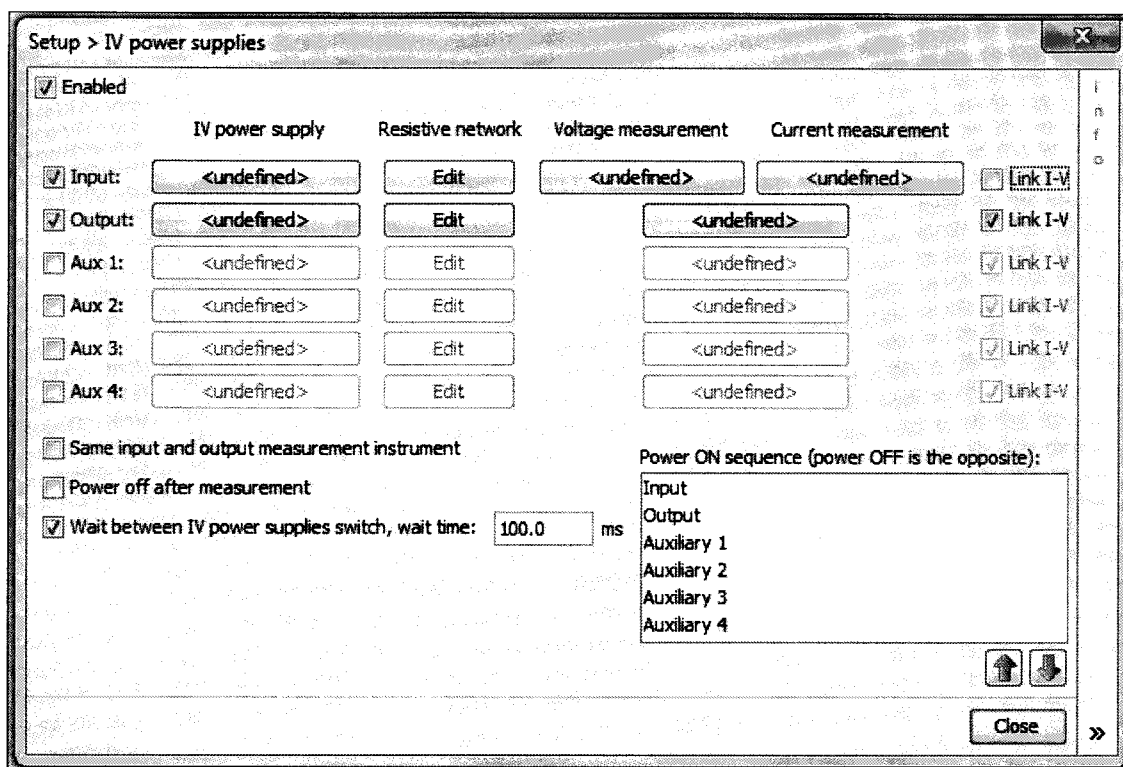 Setup > IV power supplies
Enabled
IV power supply Resistive network Voltage measurement Current measurement
Input: <undefined> Edit <undefined> <undefined> Link I-V
Output: <undefined> Edit <undefined> Link I-V
Aux 1: <undefined> Edit <undefined> Link I-V
Aux 2: <undefined> Edit <undefined> Link I-V
Aux 3: <undefined> Edit <undefined> Link I-V
Aux 4: <undefined> Edit <undefined> Link I-V
Same input and output measurement instrument
Power off after measurement
Wait between IV power supplies switch, wait time: 100.0 ms
Power ON sequence (power OFF is the opposite):
Input
Output
Auxiliary 1
Auxiliary 2
Auxiliary 3
Auxiliary 4
Close
info
»